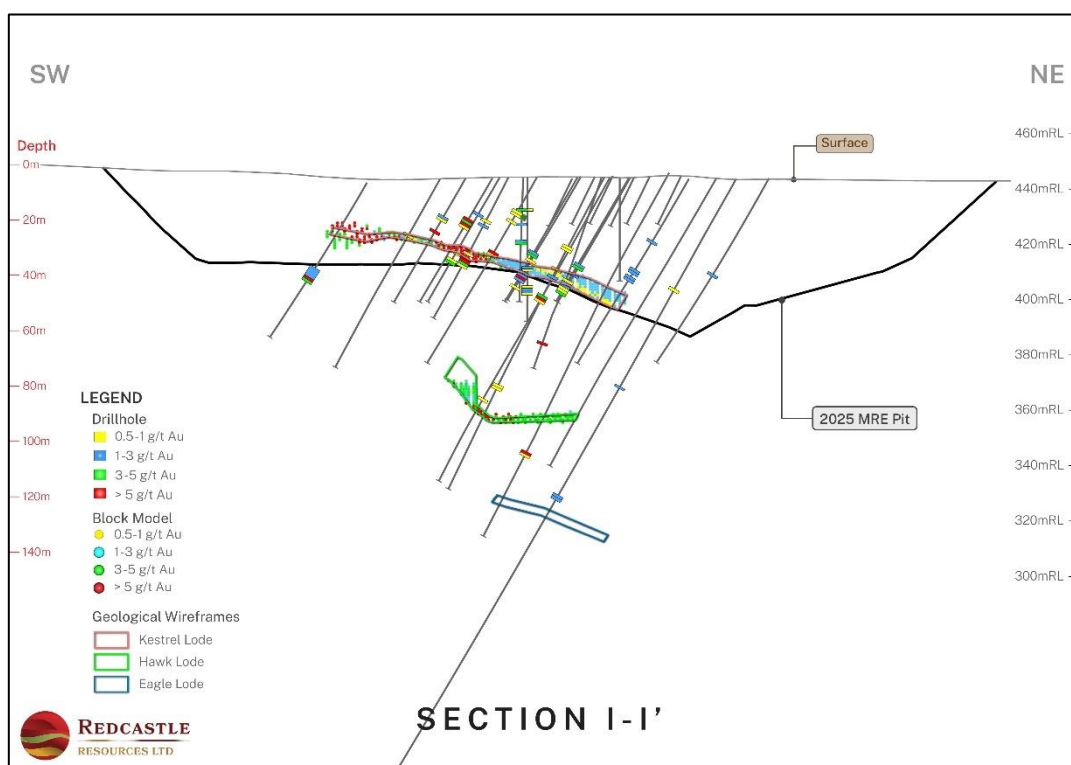 SW
NE
Depth
0m
20m
40m
60m
80m
100m
120m
140m
460mRL
440mRL
420mRL
400mRL
380mRL
360mRL
340mRL
320mRL
300mRL
Surface
2025 MRE Pit
LEGEND
Drillhole
0.5-1 g/t Au
1-3 g/t Au
3-5 g/t Au
> 5 g/t Au
Block Model
0.5-1 g/t Au
1-3 g/t Au
3-5 g/t Au
> 5 g/t Au
Geological Wireframes
Kestrel Lode
Hawk Lode
Eagle Lode
SECTION I-I'
REDCASTLE
RESOURCES LTD